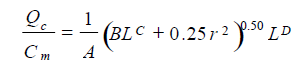 Q_c / C_m = 1/A (BL^C + 0.25 r^2)^0.50 L^D